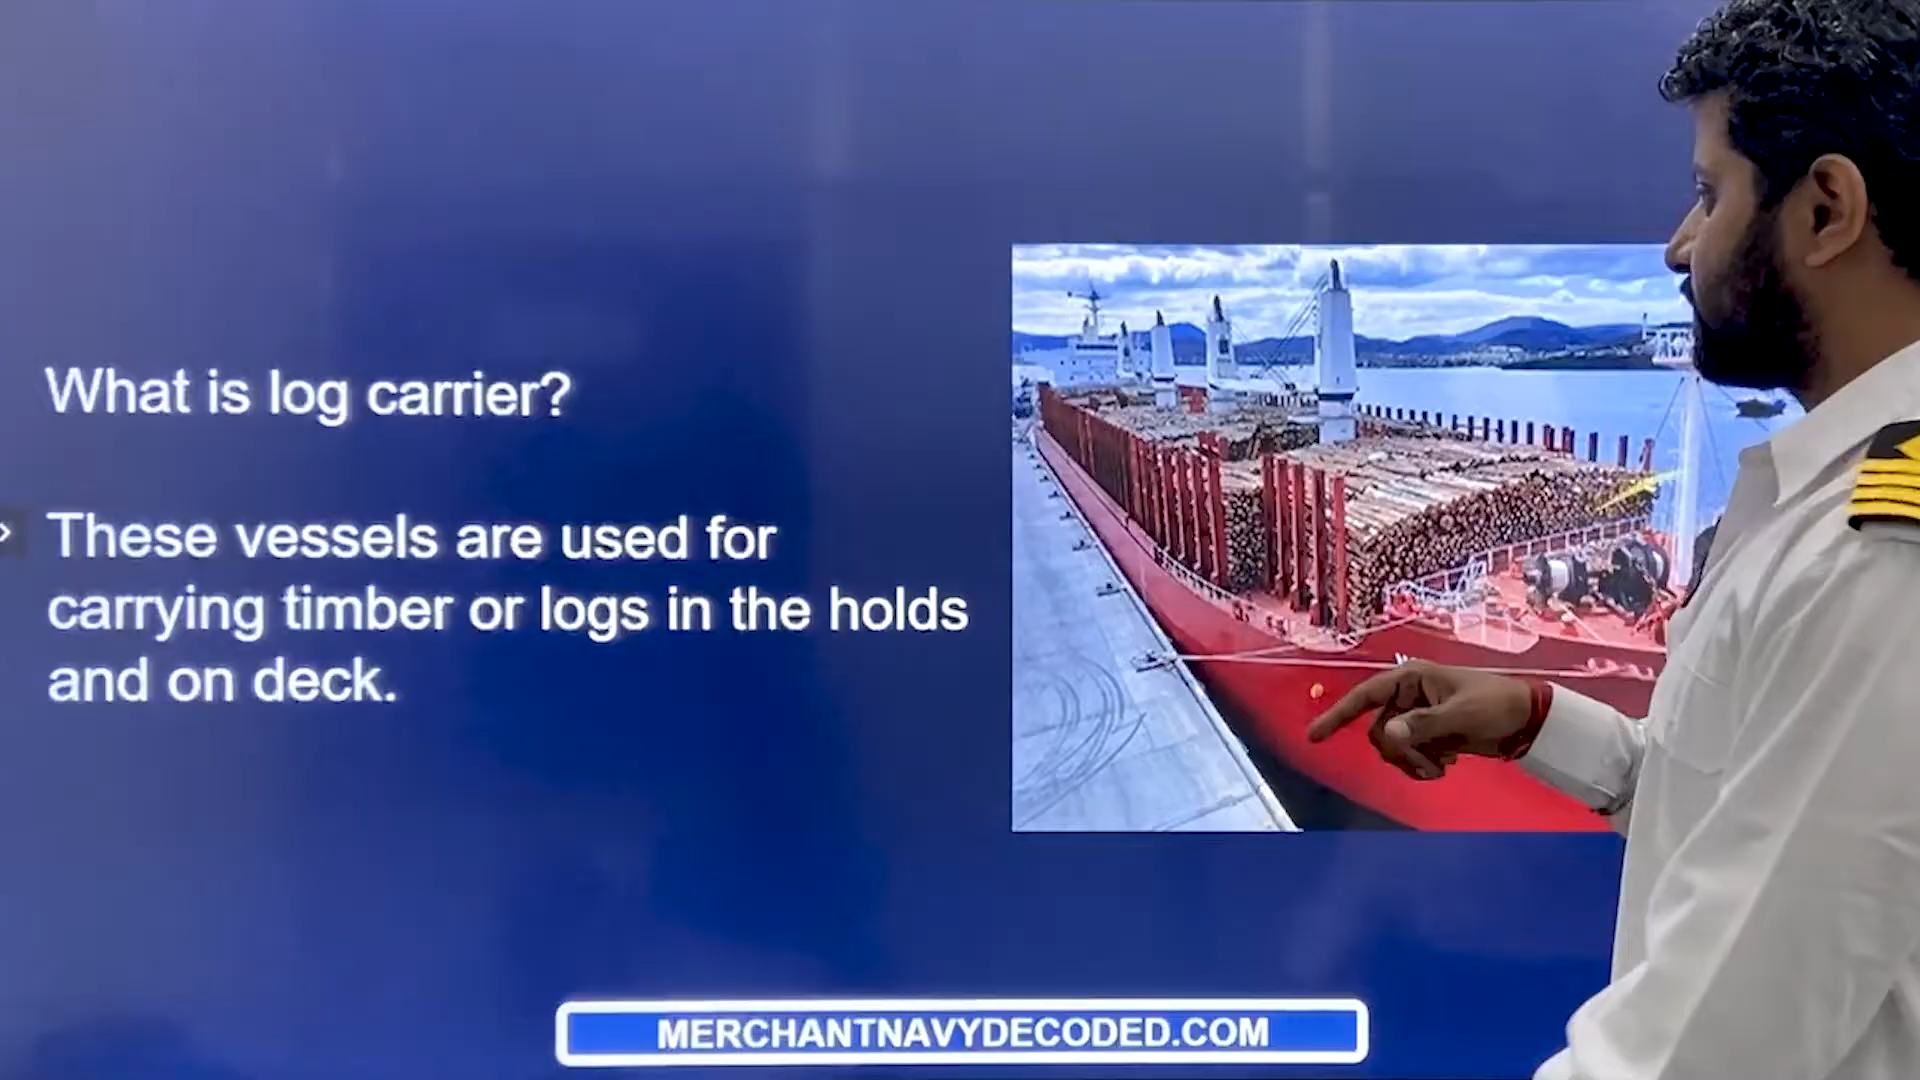 What is log carrier?
These vessels are used for
carrying timber or logs in the holds
and on deck.
MERCHANTNAVYDECODED.COM